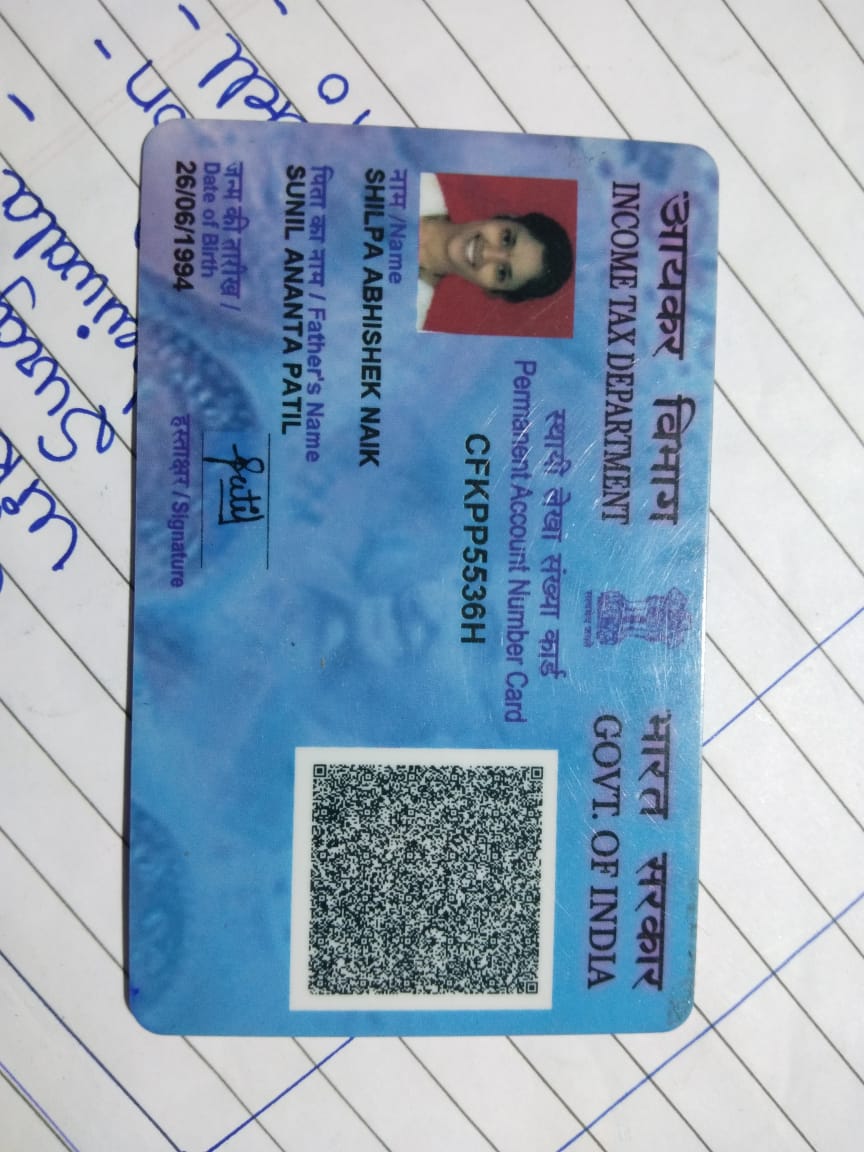 आयकर विभाग
INCOME TAX DEPARTMENT
सत्यमेव जयते
भारत सरकार
GOVT. OF INDIA
स्थायी लेखा संख्या कार्ड
Permanent Account Number Card
CFKPP5536H
नाम /Name
SHILPA ABHISHEK NAIK
पिता का नाम / Father's Name
SUNIL ANANTA PATIL
जन्म की तारीख /
Date of Birth
26/06/1994
Patil
हस्ताक्षर / Signature
Suraj